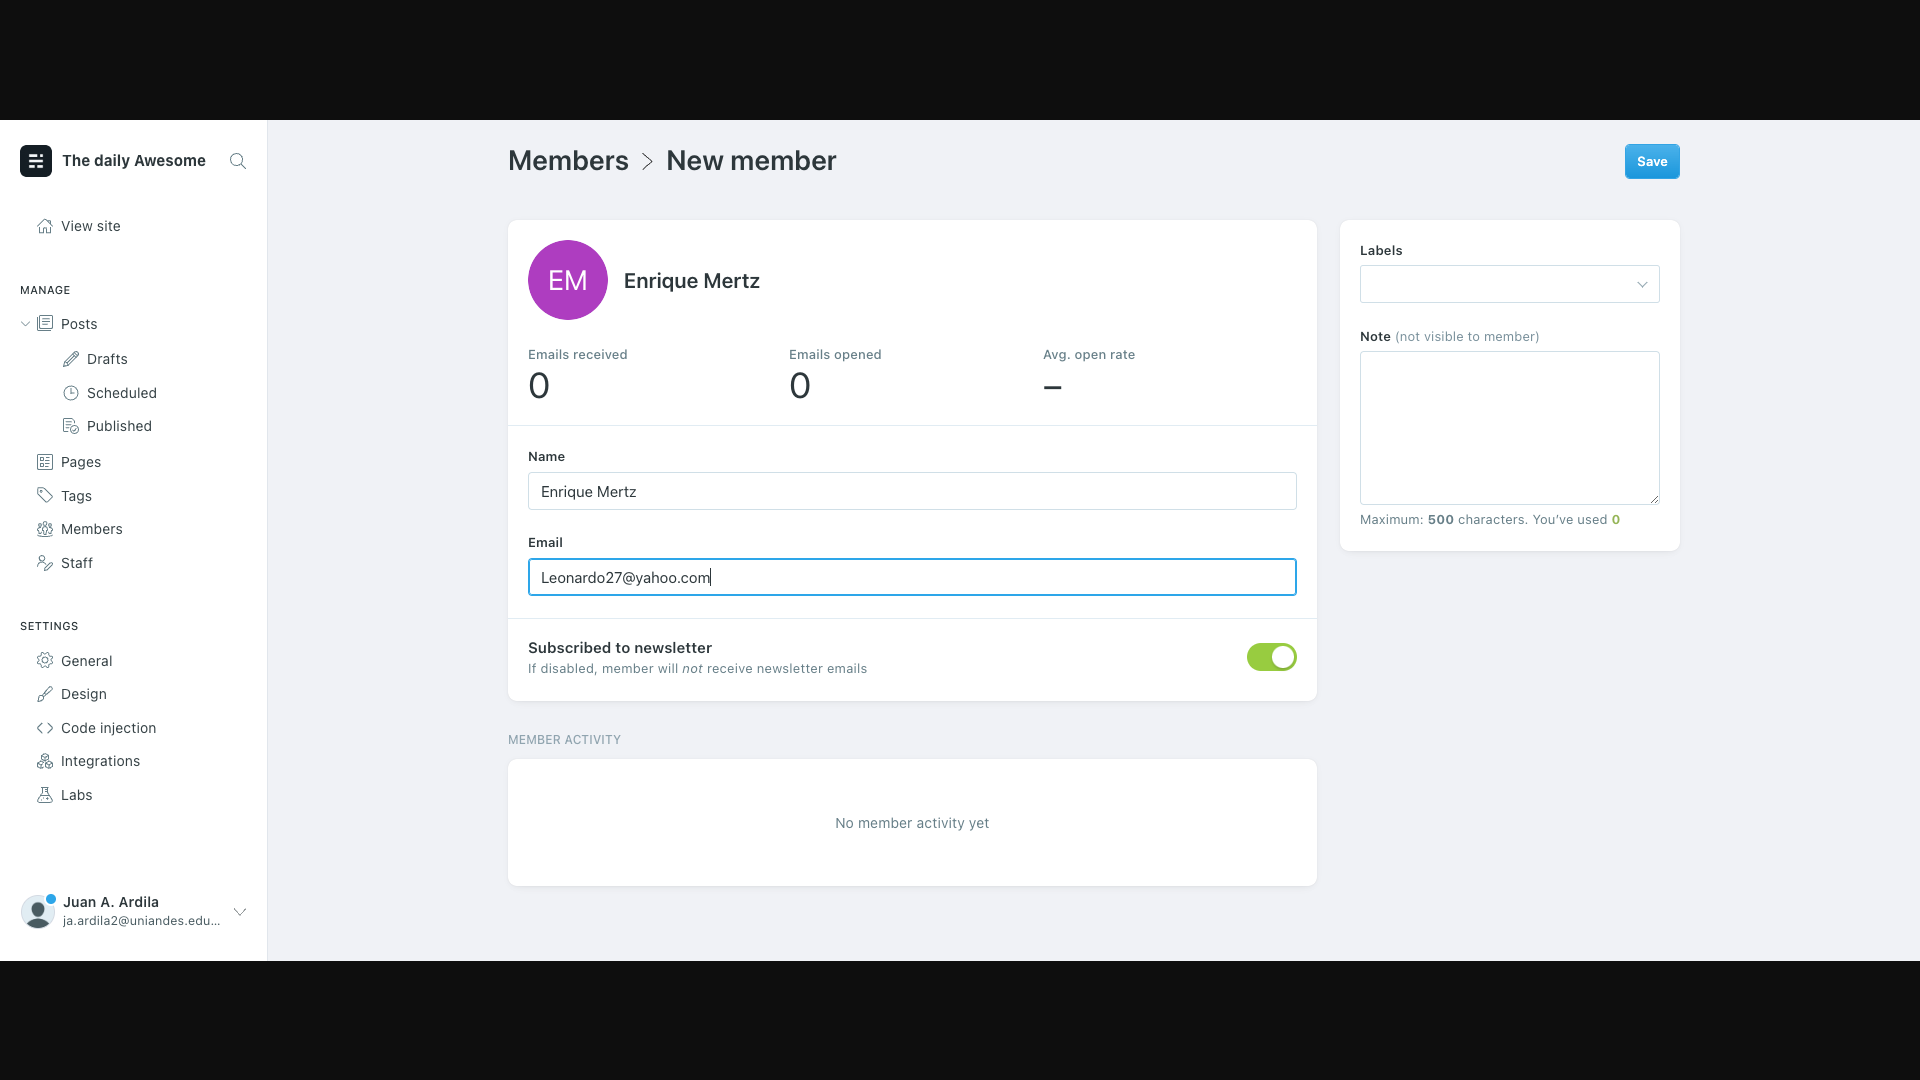 The daily Awesome
View site
MANAGE
Posts
Drafts
Scheduled
Published
Pages
Tags
Members
Staff
SETTINGS
General
Design
Code injection
Integrations
Labs
Juan A. Ardila
ja.ardila2@uniandes.edu...
Members > New member
Save
EM
Enrique Mertz
Emails received
0
Emails opened
0
Avg. open rate
–
Name
Enrique Mertz
Email
Leonardo27@yahoo.com
Subscribed to newsletter
If disabled, member will not receive newsletter emails
MEMBER ACTIVITY
No member activity yet
Labels
Note (not visible to member)
Maximum: 500 characters. You’ve used 0